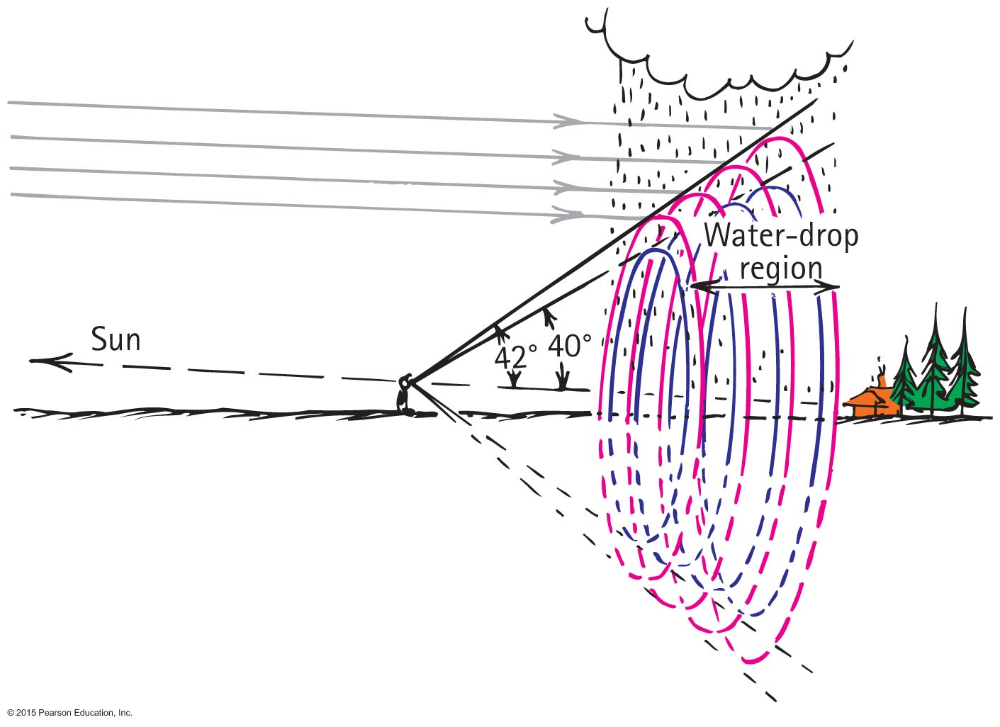 Water-drop
region
Sun
42° 40°
© 2015 Pearson Education, Inc.